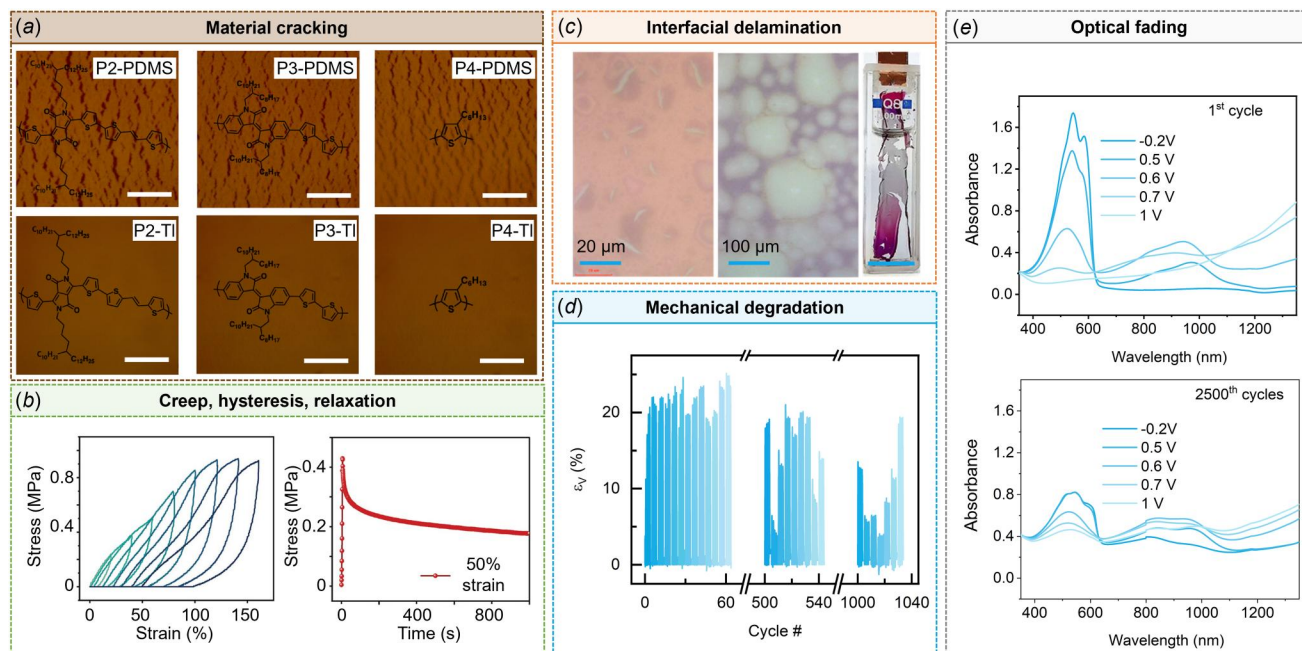 (a) Material cracking
P2-PDMS
P3-PDMS
P4-PDMS
P2-TI
P3-TI
P4-TI
(b) Creep, hysteresis, relaxation
Stress (MPa)
0.8
0.4
0
0 50 100 150
Strain (%)
Stress (MPa)
0.4
0.2
0
50%
strain
0 400 800
Time (s)
(c) Interfacial delamination
20 µm
100 µm
(d) Mechanical degradation
εV (%)
20
10
0
0 60 500 540 1000 1040
Cycle #
(e) Optical fading
1st cycle
Absorbance
1.6
1.2
0.8
0.4
0.0
-0.2V
0.5 V
0.6 V
0.7 V
1 V
400 600 800 1000 1200
Wavelength (nm)
2500th cycles
Absorbance
1.6
1.2
0.8
0.4
0.0
-0.2V
0.5 V
0.6 V
0.7 V
1 V
400 600 800 1000 1200
Wavelength (nm)